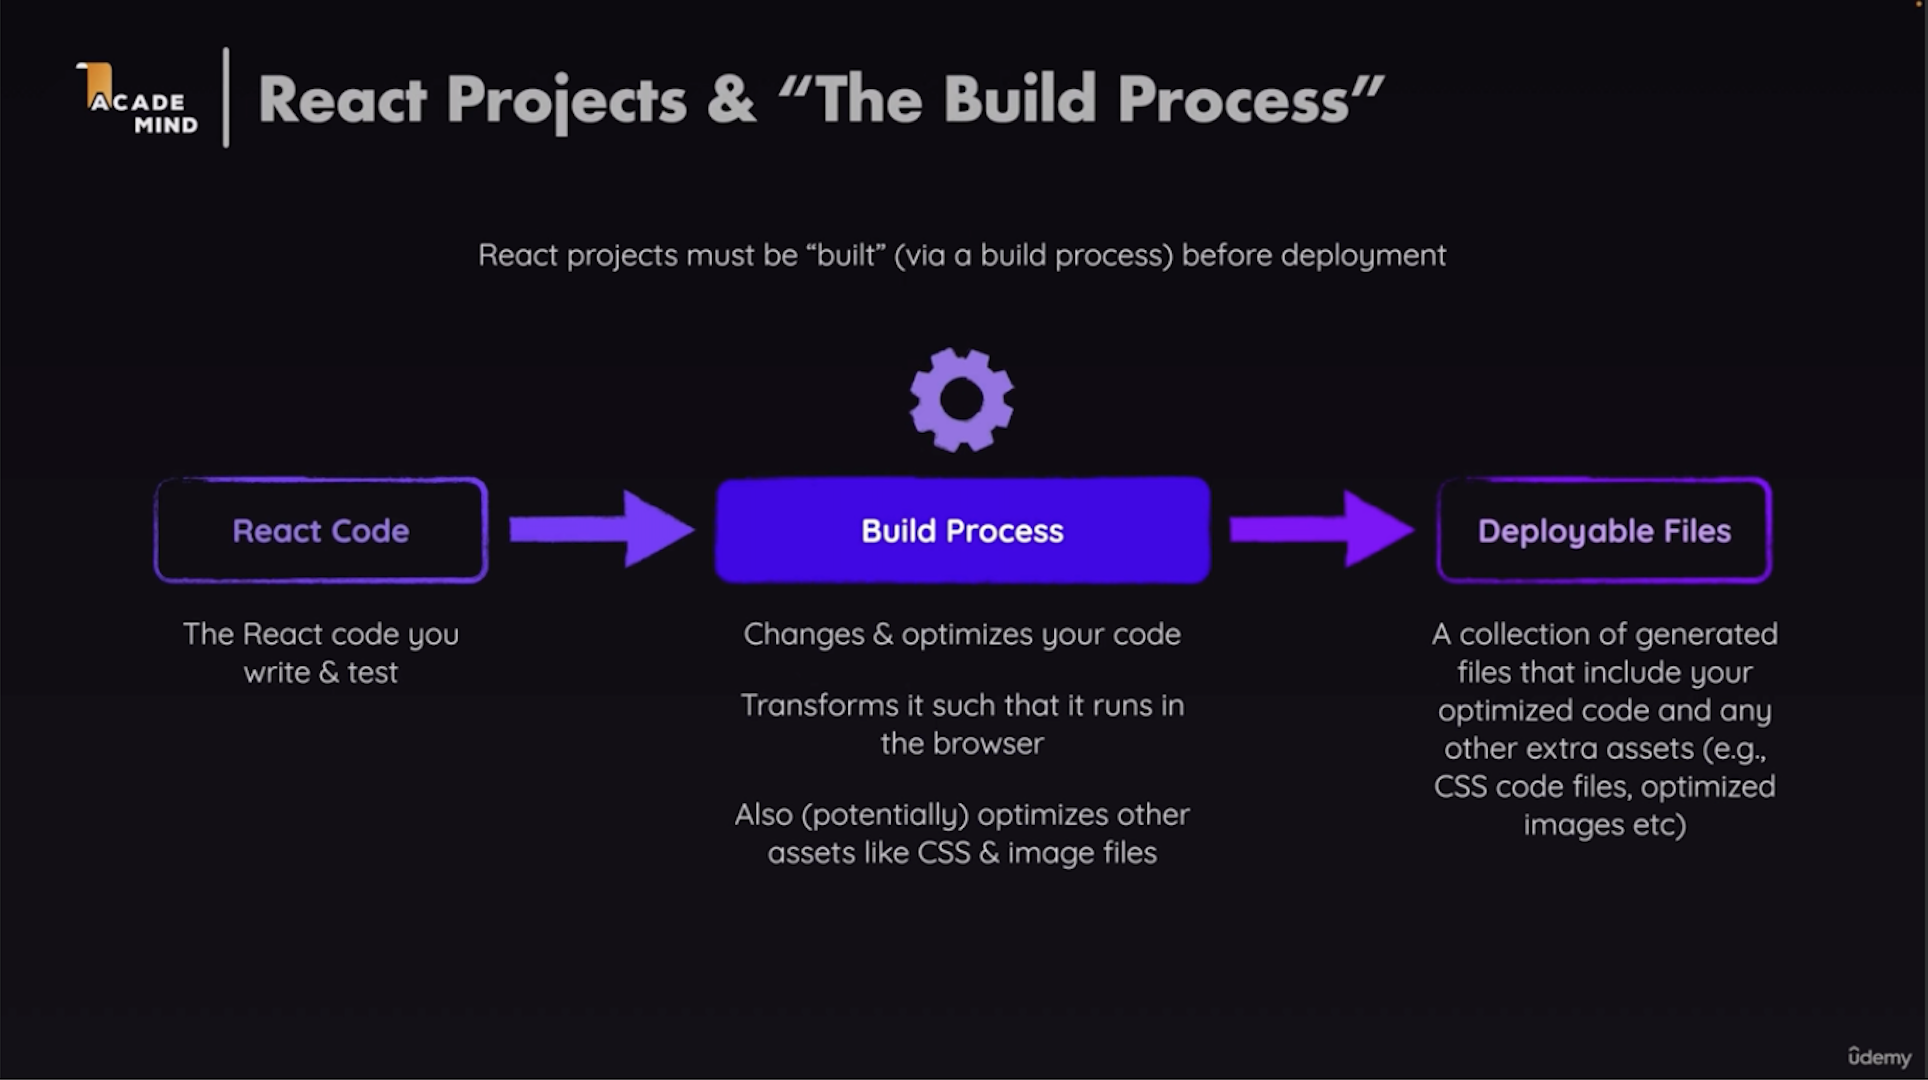 ACADE
MIND
React Projects & “The Build Process”
React projects must be “built” (via a build process) before deployment
React Code
The React code you
write & test
Build Process
Changes & optimizes your code
Transforms it such that it runs in
the browser
Also (potentially) optimizes other
assets like CSS & image files
Deployable Files
A collection of generated
files that include your
optimized code and any
other extra assets (e.g.,
CSS code files, optimized
images etc)
ûdemy